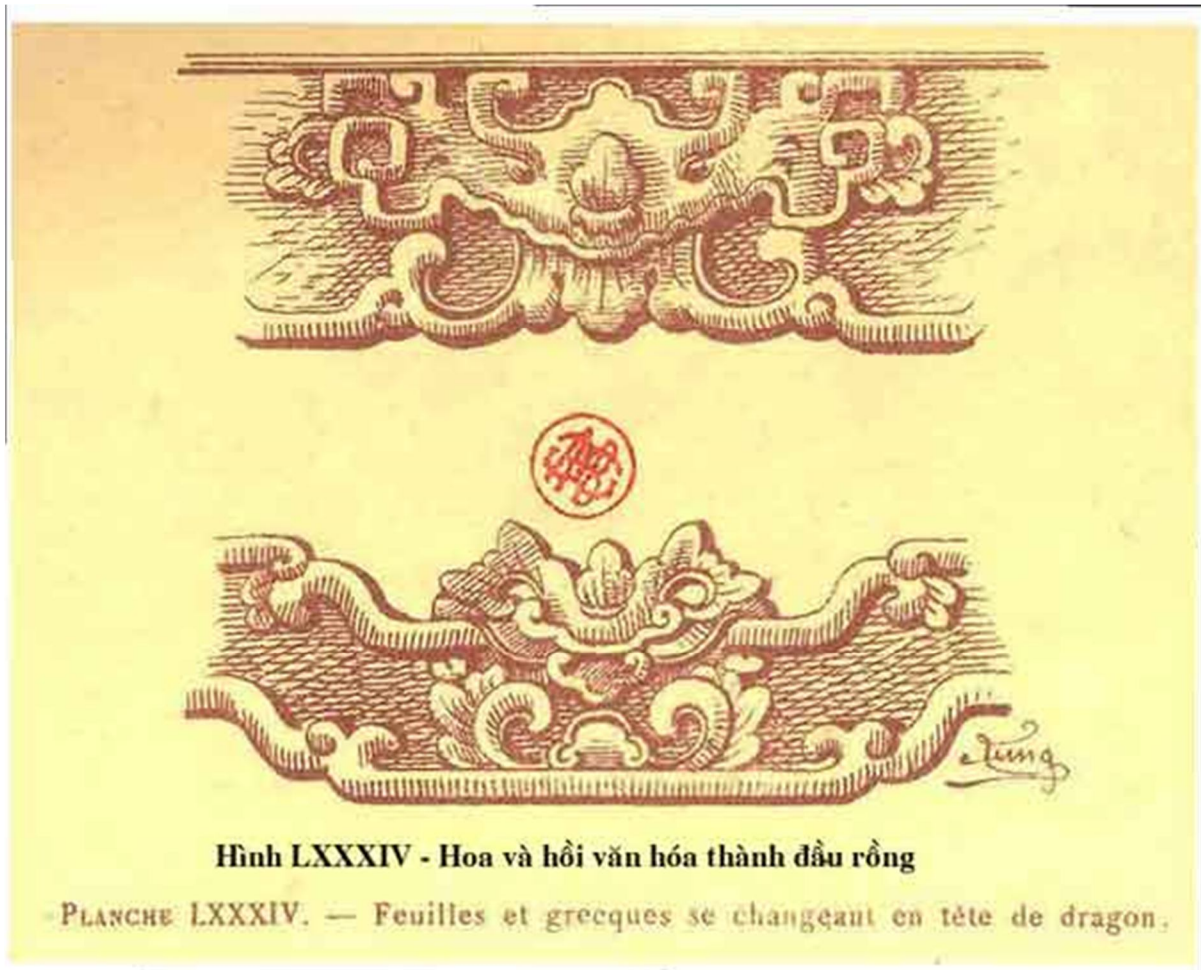 Tùng
Hình LXXXIV - Hoa và hồi văn hóa thành đầu rồng
PLANCHE LXXXIV. — Feuilles et grecques se changeant en tête de dragon.